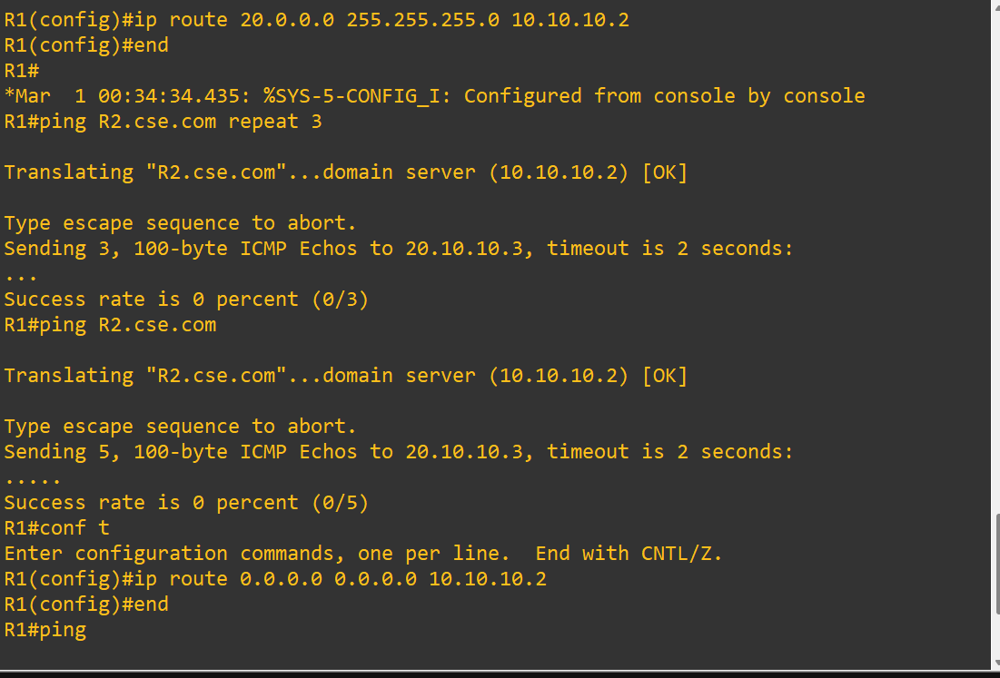 R1(config)#ip route 20.0.0.0 255.255.255.0 10.10.10.2
R1(config)#end
R1#
*Mar  1 00:34:34.435: %SYS-5-CONFIG_I: Configured from console by console
R1#ping R2.cse.com repeat 3
Translating "R2.cse.com"...domain server (10.10.10.2) [OK]
Type escape sequence to abort.
Sending 3, 100-byte ICMP Echos to 20.10.10.3, timeout is 2 seconds:
...
Success rate is 0 percent (0/3)
R1#ping R2.cse.com
Translating "R2.cse.com"...domain server (10.10.10.2) [OK]
Type escape sequence to abort.
Sending 5, 100-byte ICMP Echos to 20.10.10.3, timeout is 2 seconds:
.....
Success rate is 0 percent (0/5)
R1#conf t
Enter configuration commands, one per line.  End with CNTL/Z.
R1(config)#ip route 0.0.0.0 0.0.0.0 10.10.10.2
R1(config)#end
R1#ping